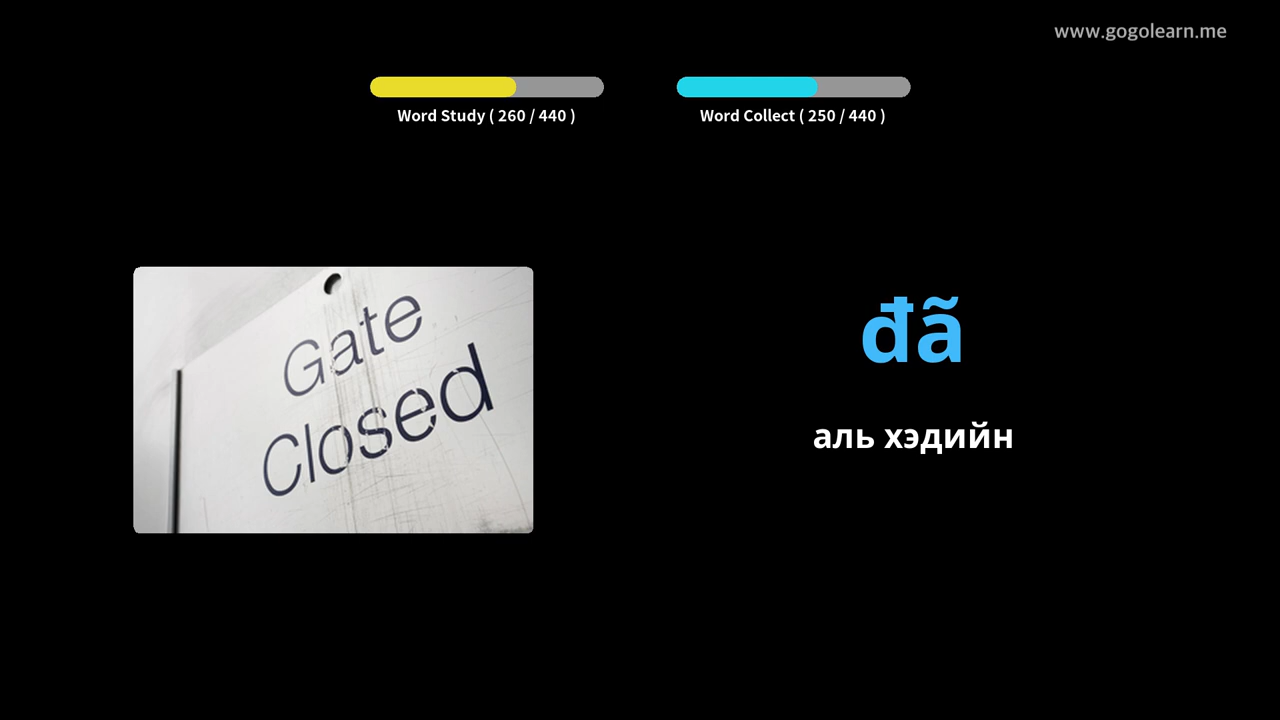 www.gogolearn.me
Word Study ( 260 / 440 )
Word Collect ( 250 / 440 )
Gate
Closed
đã
аль хэдийн